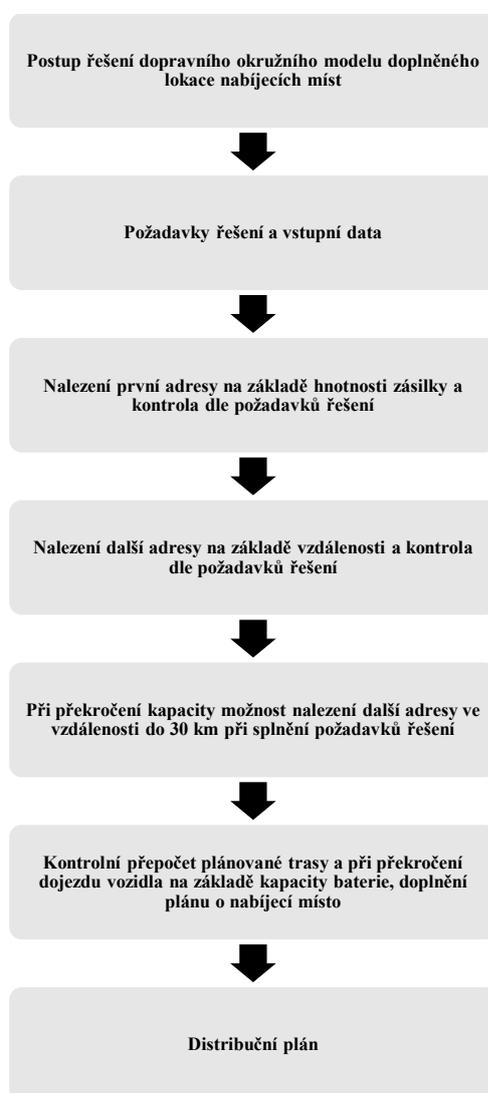 Postup řešení dopravního okružního modelu doplněného
lokace nabíjecích míst
Požadavky řešení a vstupní data
Nalezení první adresy na základě hnotnosti zásilky a
kontrola dle požadavků řešení
Nalezení další adresy na základě vzdálenosti a kontrola
dle požadavků řešení
Při překročení kapacity možnost nalezení další adresy ve
vzdálenosti do 30 km při splnění požadavků řešení
Kontrolní přepočet plánované trasy a při překročení
dojezdu vozidla na základě kapacity baterie, doplnění
plánu o nabíjecí místo
Distribuční plán